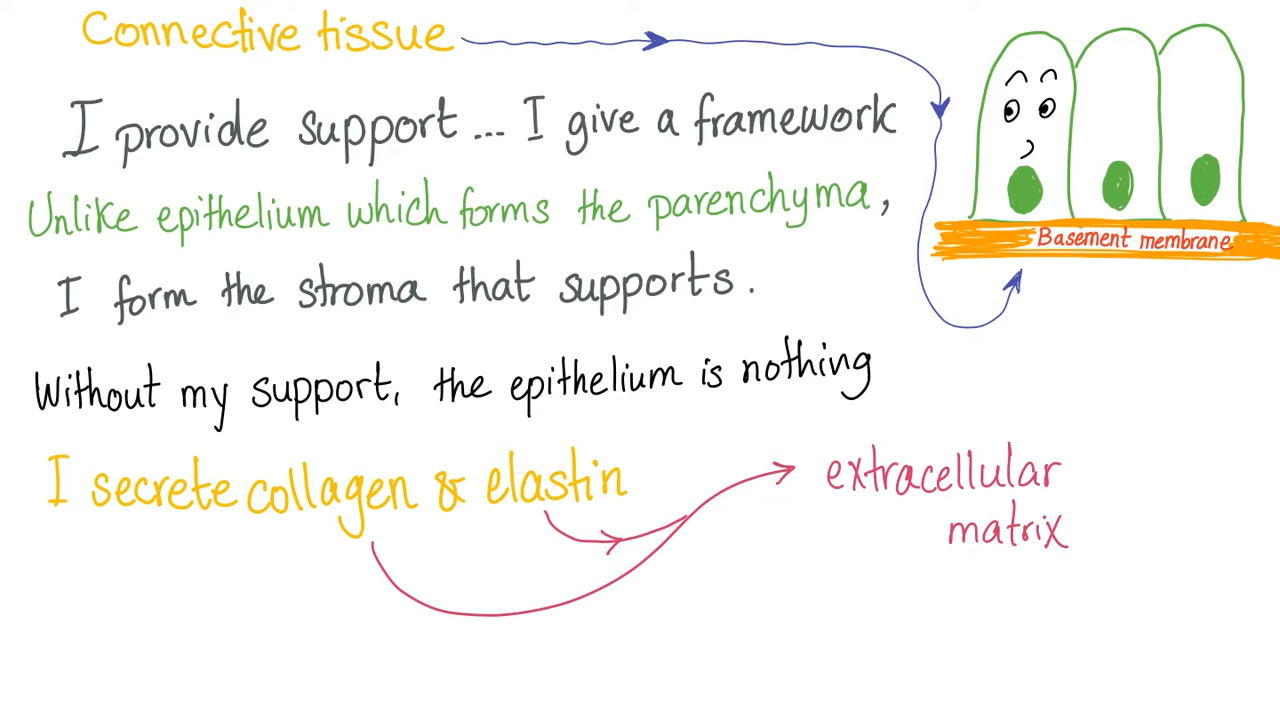 Connective tissue
I provide support... I give a framework
Unlike epithelium which forms the parenchyma,
Basement membrane
I form the stroma that supports.
Without my support, the epithelium is nothing
I secrete collagen & elastin
extracellular
matrix